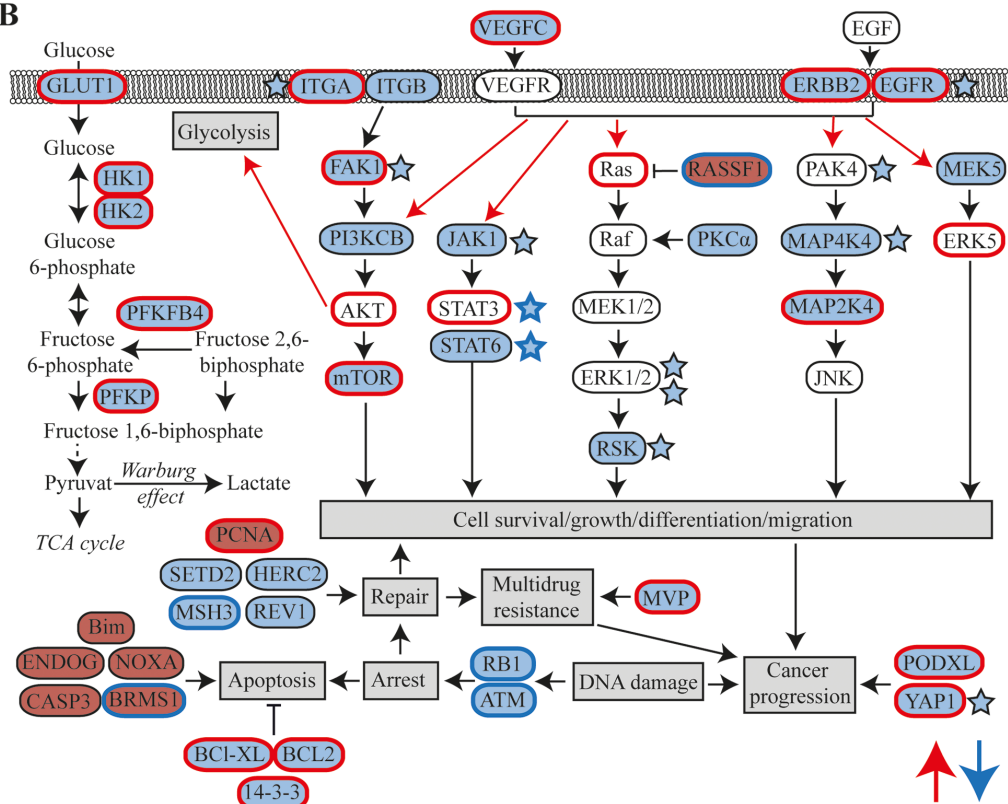 B
VEGFC
EGF
Glucose
GLUT1
ITGA
ITGB
VEGFR
ERBB2
EGFR
Glycolysis
Glucose
HK1
HK2
FAK1
Ras
RASSF1
PAK4
MEK5
Glucose
6-phosphate
PI3KCB
JAK1
Raf
PKCα
MAP4K4
ERK5
PFKFB4
AKT
STAT3
MEK1/2
MAP2K4
Fructose
6-phosphate
Fructose 2,6-
biphosphate
STAT6
mTOR
ERK1/2
JNK
PFKP
Fructose 1,6-biphosphate
RSK
Pyruvat
Warburg
effect
Lactate
TCA cycle
Cell survival/growth/differentiation/migration
PCNA
SETD2
HERC2
MSH3
REV1
Repair
Multidrug
resistance
MVP
Bim
ENDOG
NOXA
CASP3
BRMS1
Apoptosis
Arrest
RB1
ATM
DNA damage
Cancer
progression
PODXL
YAP1
BCl-XL
BCL2
14-3-3